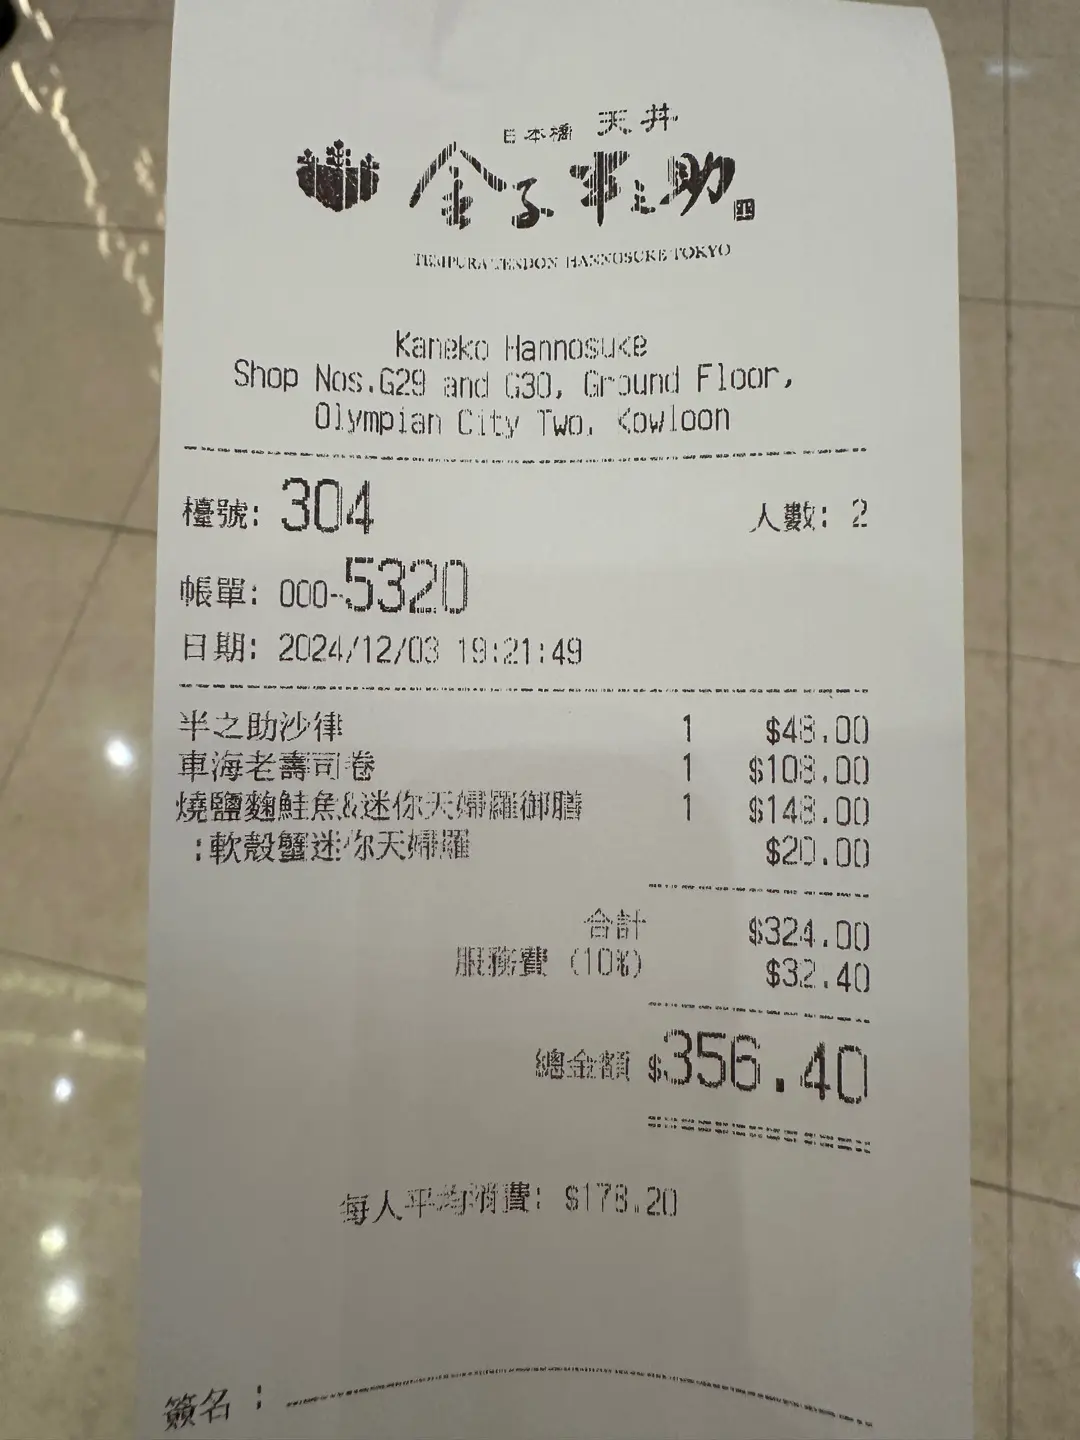 日本橋 天丼
金子半之助
TEMPURA TENDON HANNOSUKE TOKYO
Kaneko Hannosuke
Shop Nos.G29 and G30, Ground Floor,
Olympian City Two, Kowloon
檯號: 304 人數: 2
帳單: 000-5320
日期: 2024/12/03 19:21:49
半之助沙律 1 $48.00
車海老壽司卷 1 $108.00
燒鹽麴鮭魚&迷你天婦羅御膳 1 $148.00
:軟殼蟹迷你天婦羅 $20.00
合計 $324.00
服務費 (10%) $32.40
總金額 $356.40
每人平均消費: $178.20
簽名 :